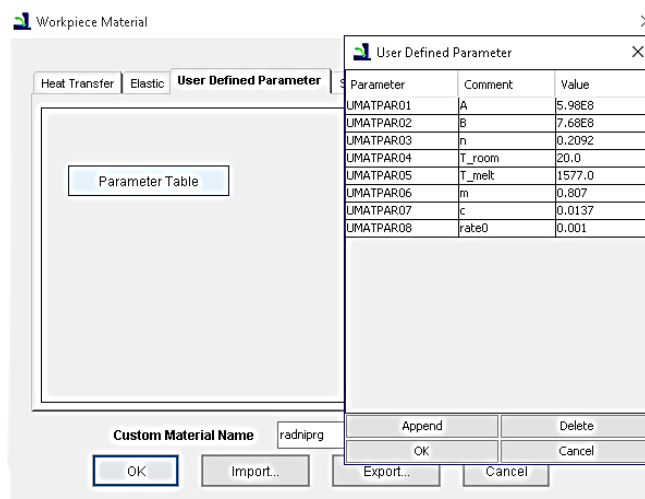 Workpiece Material
User Defined Parameter
Heat Transfer Elastic User Defined Parameter S
Parameter Comment Value
UMATPAR01 A 5.98E8
UMATPAR02 B 7.68E8
UMATPAR03 n 0.2092
UMATPAR04 T_room 20.0
UMATPAR05 T_melt 1577.0
UMATPAR06 m 0.807
UMATPAR07 c 0.0137
UMATPAR08 rate0 0.001
Parameter Table
Append Delete
OK Cancel
Custom Material Name radniprg
OK Import... Export... Cancel